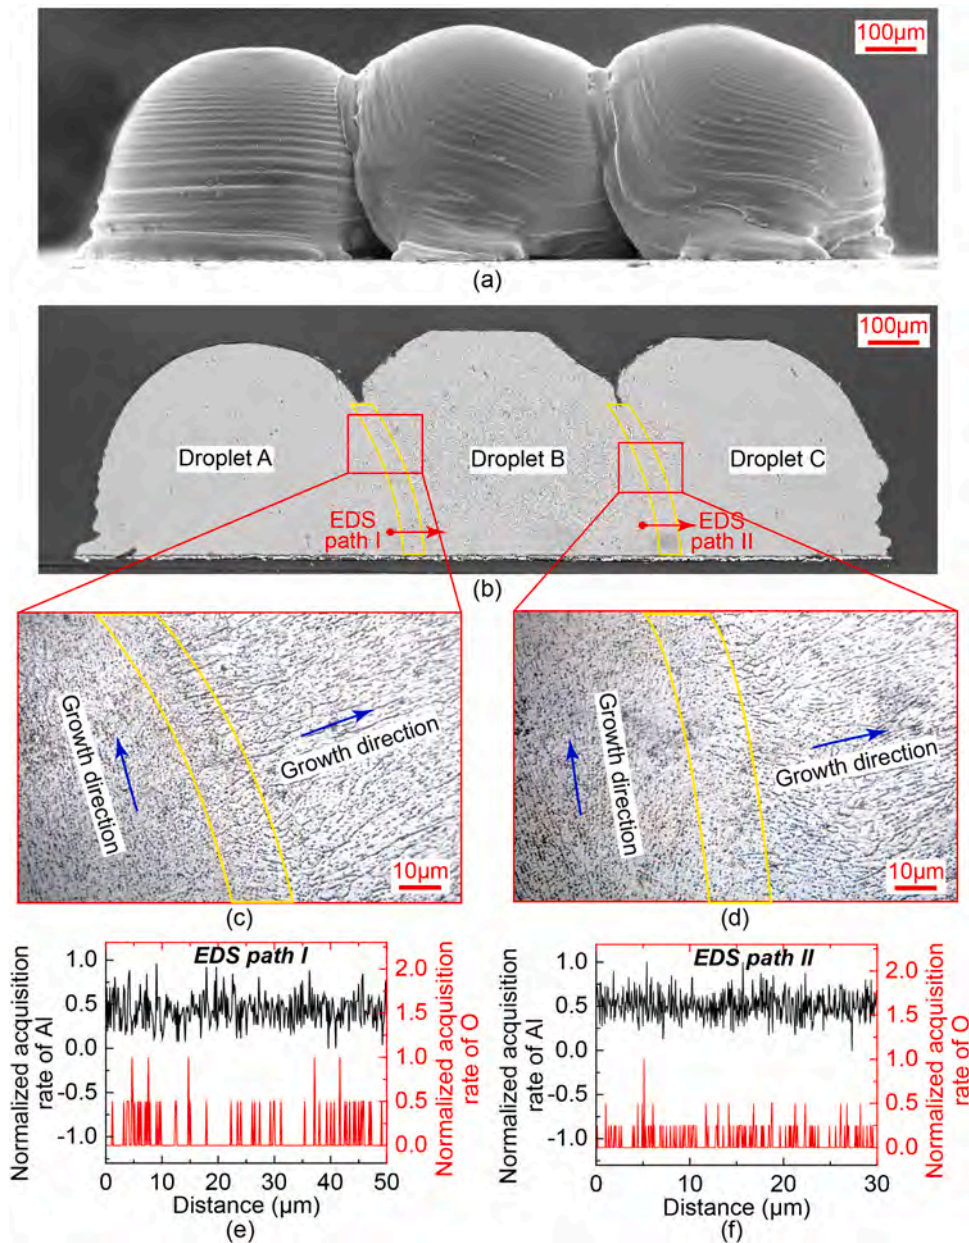 100μm
(a)
100μm
Droplet A
Droplet B
Droplet C
EDS
path I
EDS
path II
(b)
Growth direction
Growth direction
10μm
(c)
Growth direction
Growth direction
10μm
(d)
EDS path I
Normalized acquisition
rate of Al
1.0
0.5
0.0
-0.5
-1.0
2.0
1.5
1.0
0.5
0.0
Normalized acquisition
rate of O
0 10 20 30 40 50
Distance (μm)
(e)
EDS path II
Normalized acquisition
rate of Al
1.0
0.5
0.0
-0.5
-1.0
2.0
1.5
1.0
0.5
0.0
Normalized acquisition
rate of O
0 10 20 30
Distance (μm)
(f)